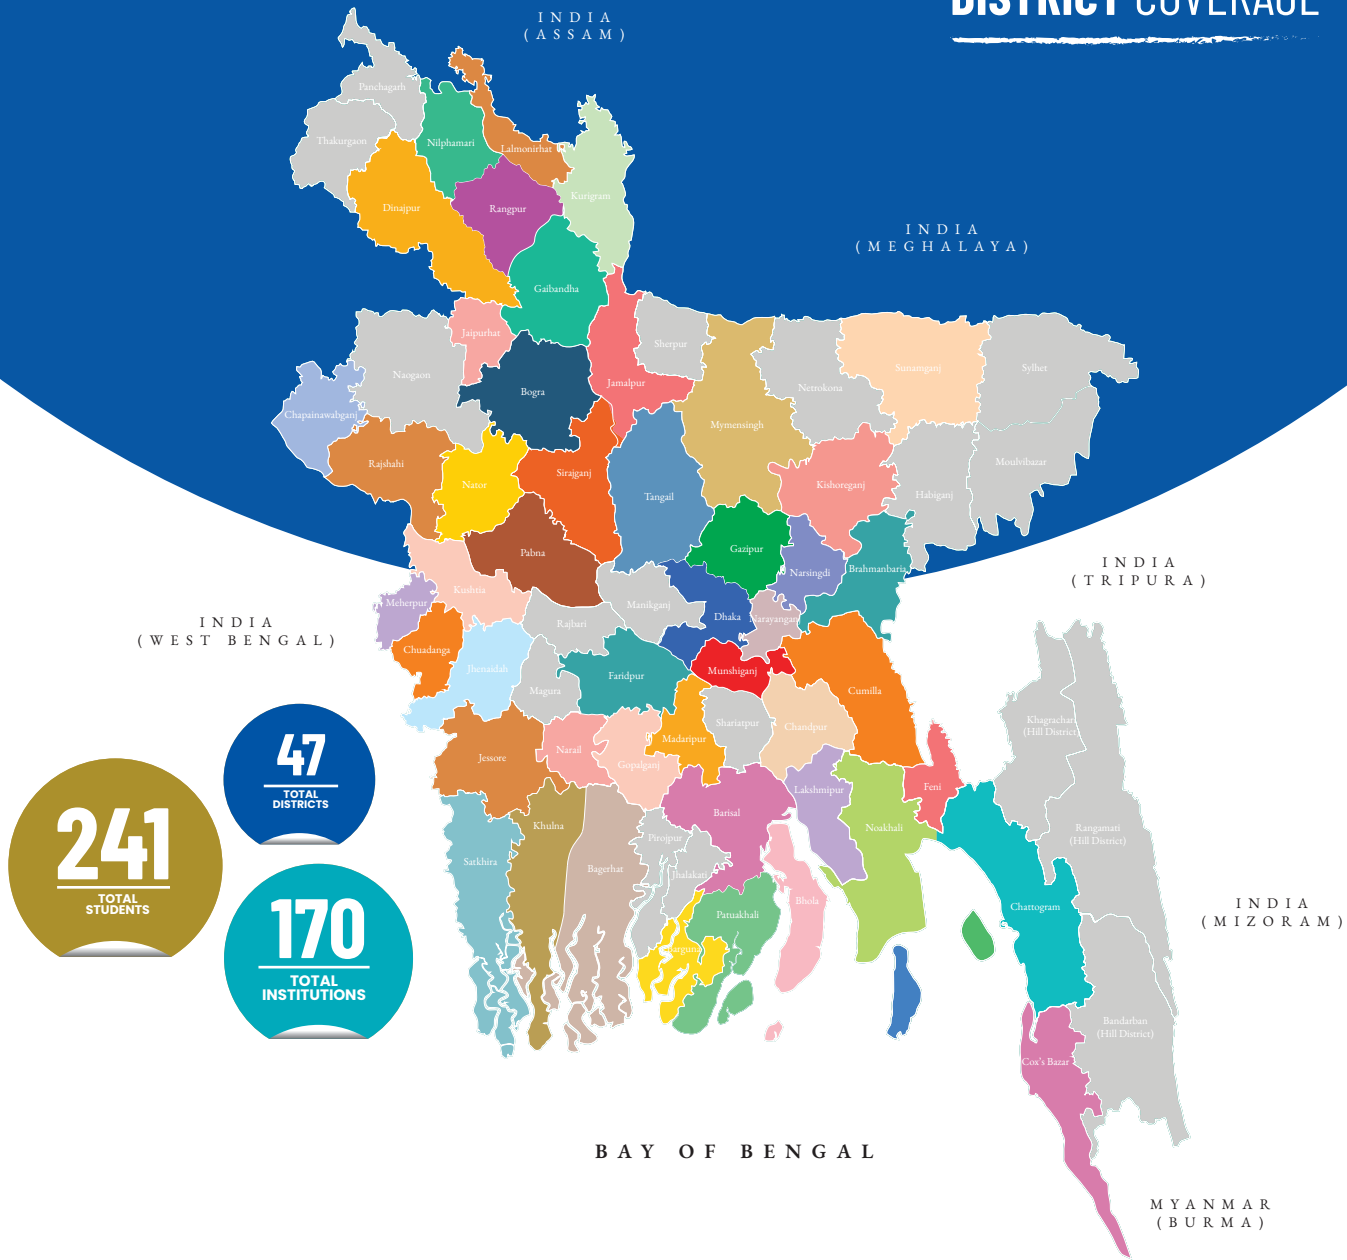 DISTRICT COVERAGE
INDIA
(ASSAM)
Panchagarh
Thakurgaon
Nilphamari
Lalmonirhat
Dinajpur
Rangpur
Kurigram
INDIA
(MEGHALAYA)
Gaibandha
Jaipurhat
Sherpur
Naogaon
Bogra
Jamalpur
Netrokona
Sunamganj
Sylhet
Chapainawabganj
Mymensingh
Rajshahi
Nator
Sirajganj
Tangail
Kishoreganj
Habiganj
Moulvibazar
Pabna
Gazipur
Narsingdi
Brahmanbaria
INDIA
(TRIPURA)
Kushtia
Meherpur
Manikganj
Dhaka
Narayanganj
Rajbari
INDIA
(WEST BENGAL)
Chuadanga
Jhenaidah
Magura
Faridpur
Munshiganj
Cumilla
Shariatpur
Chandpur
Madaripur
Khagrachari
(Hill District)
Jessore
Narail
Gopalganj
Lakshmipur
Feni
47
TOTAL
DISTRICTS
241
TOTAL
STUDENTS
Khulna
Barisal
Noakhali
Pirojpur
Rangamati
(Hill District)
Satkhira
Bagerhat
Jhalakati
Bhola
Patuakhali
Chattogram
INDIA
(MIZORAM)
170
TOTAL
INSTITUTIONS
Barguna
Bandarban
(Hill District)
Cox's Bazar
BAY OF BENGAL
MYANMAR
(BURMA)